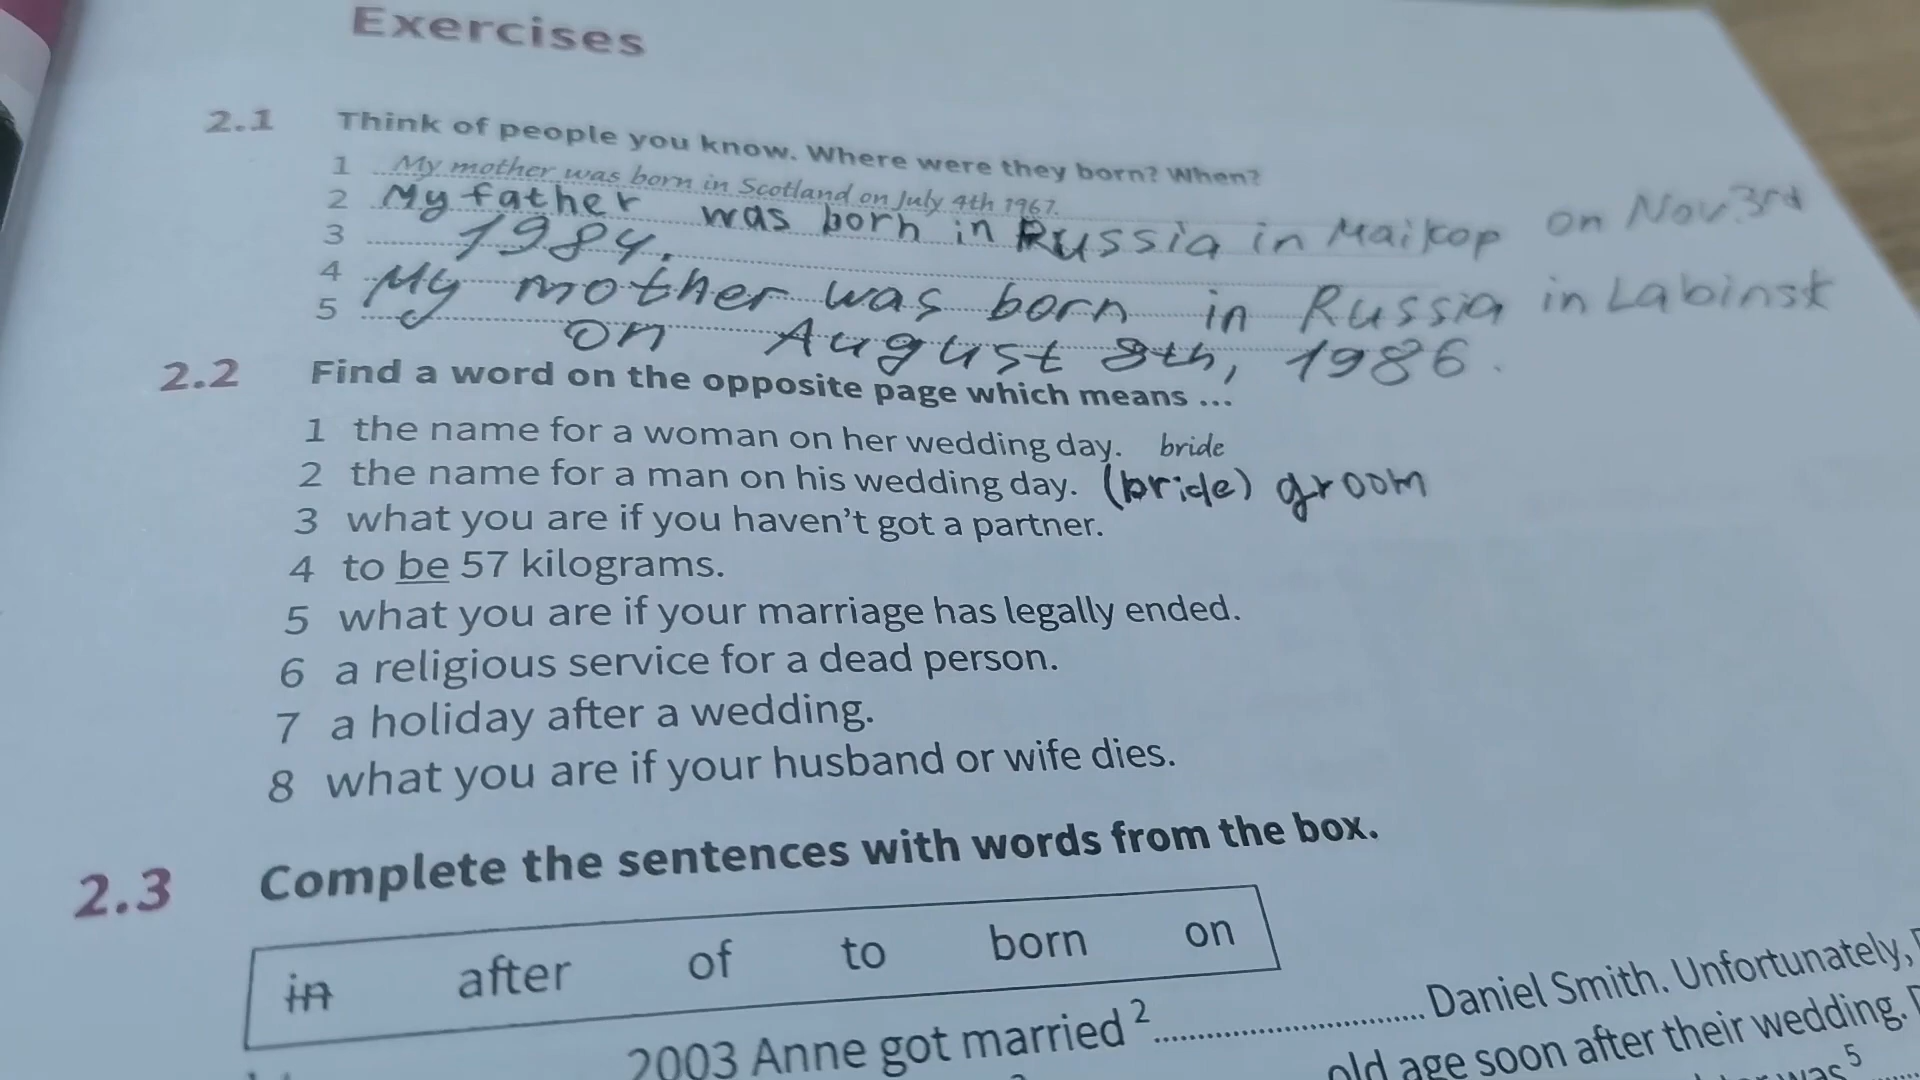 Exercises
2.1 Think of people you know. Where were they born? When?
1 My mother was born in Scotland on July 4th 1967.
2 My father was born in Russia in Maikop on Nov 3rd
3 1984.
4 My mother was born in Russia in Labinsk
5 on August 8th, 1986.
2.2 Find a word on the opposite page which means ...
1 the name for a woman on her wedding day. bride
2 the name for a man on his wedding day. (bride) groom
3 what you are if you haven't got a partner.
4 to be 57 kilograms.
5 what you are if your marriage has legally ended.
6 a religious service for a dead person.
7 a holiday after a wedding.
8 what you are if your husband or wife dies.
2.3 Complete the sentences with words from the box.
in after of to born on
2003 Anne got married 2 Daniel Smith. Unfortunately,
old age soon after their wedding.
was 5